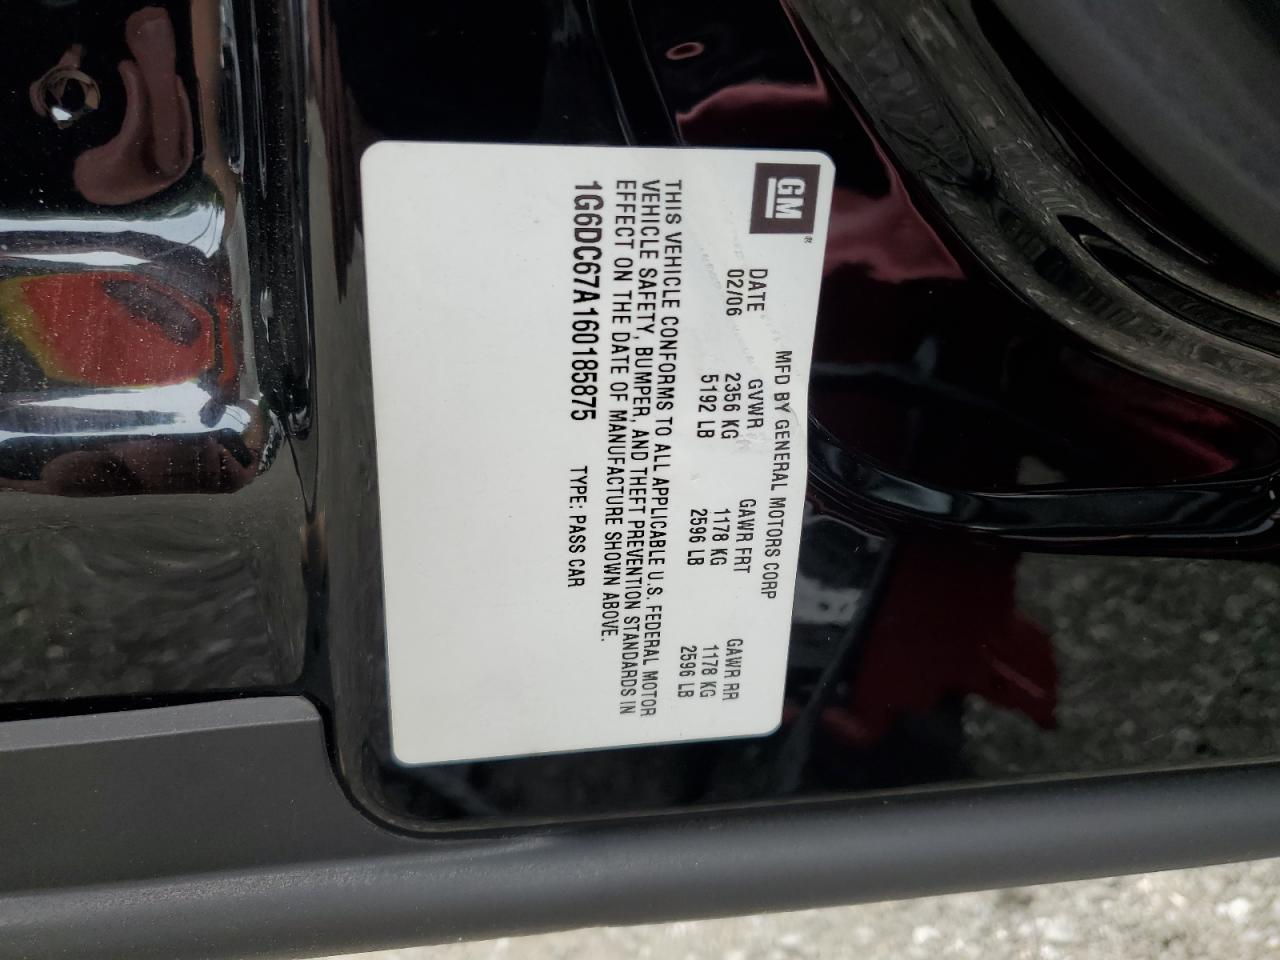 GM®
MFD BY GENERAL MOTORS CORP
DATE GVWR GAWR FRT GAWR RR
02/06 2356 KG 1178 KG 1178 KG
5192 LB 2596 LB 2596 LB
THIS VEHICLE CONFORMS TO ALL APPLICABLE U.S. FEDERAL MOTOR
VEHICLE SAFETY, BUMPER, AND THEFT PREVENTION STANDARDS IN
EFFECT ON THE DATE OF MANUFACTURE SHOWN ABOVE.
1G6DC67A160185875 TYPE: PASS CAR